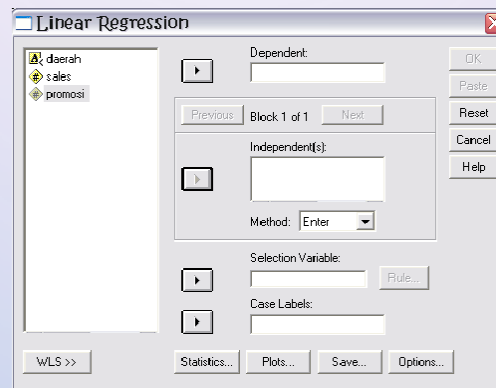 Linear Regression
daerah
sales
promosi
Dependent:
Previous Block 1 of 1 Next
Independent(s):
Method: Enter
Selection Variable:
Rule...
Case Labels:
OK
Paste
Reset
Cancel
Help
WLS >> Statistics... Plots... Save... Options...